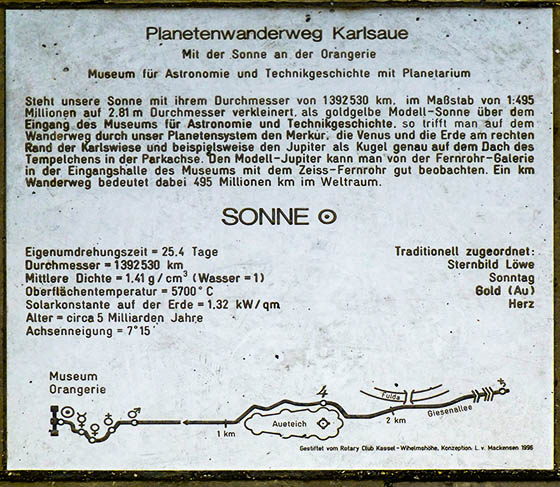 Planetenwanderweg Karlsaue
Mit der Sonne an der Orangerie
Museum für Astronomie und Technikgeschichte mit Planetarium
Steht unsere Sonne mit ihrem Durchmesser von 1392530 km, im Maßstab von 1:495
Millionen auf 2.81 m Durchmesser verkleinert, als goldgelbe Modell-Sonne über dem
Eingang des Museums für Astronomie und Technikgeschichte, so trifft man auf dem
Wanderweg durch unser Planetensystem den Merkur, die Venus und die Erde am rechten
Rand der Karlswiese und beispielsweise den Jupiter als Kugel genau auf dem Dach des
Tempelchens in der Parkachse. Den Modell-Jupiter kann man von der Fernrohr-Galerie
in der Eingangshalle des Museums mit dem Zeiss-Fernrohr gut beobachten. Ein km
Wanderweg bedeutet dabei 495 Millionen km im Weltraum.
SONNE ☉
Eigenumdrehungszeit = 25.4 Tage
Durchmesser = 1392530 km
Mittlere Dichte = 1.41 g/cm³ (Wasser = 1)
Oberflächentemperatur = 5700°C
Solarkonstante auf der Erde = 1.32 kW/qm
Alter = circa 5 Milliarden Jahre
Achsenneigung = 7°15'
Traditionell zugeordnet:
Sternbild Löwe
Sonntag
Gold (Au)
Herz
Museum
Orangerie
1 km
Aueteich
♃
Fulda
2 km
Giesenallee
Gestiftet vom Rotary Club Kassel-Wilhelmshöhe, Konzeption: L. v. Mackensen 1996